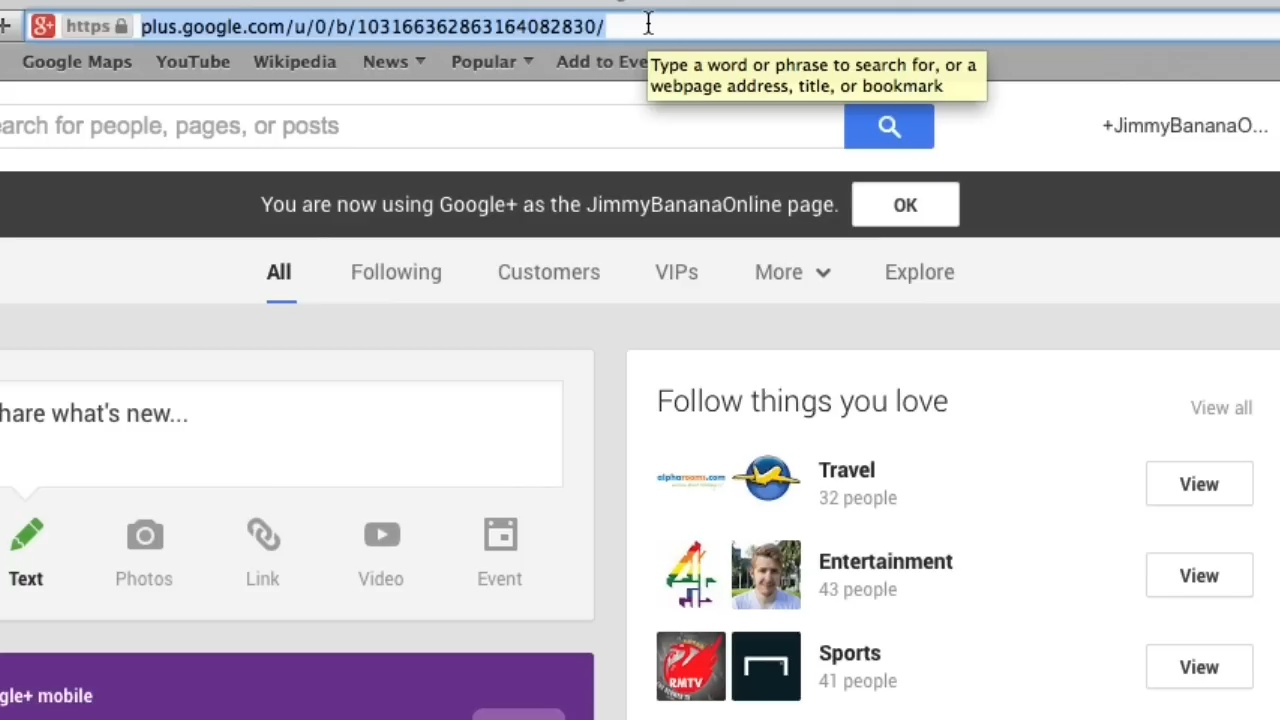 https plus.google.com/u/0/b/103166362863164082830/
Google Maps YouTube Wikipedia News Popular Add to Eve
Type a word or phrase to search for, or a
webpage address, title, or bookmark
earch for people, pages, or posts
+JimmyBananaO...
You are now using Google+ as the JimmyBananaOnline page. OK
All Following Customers VIPs More Explore
hare what's new...
Text Photos Link Video Event
gle+ mobile
Follow things you love View all
alpharooms.com
Travel
32 people
View
Entertainment
43 people
View
RMTV
Sports
41 people
View